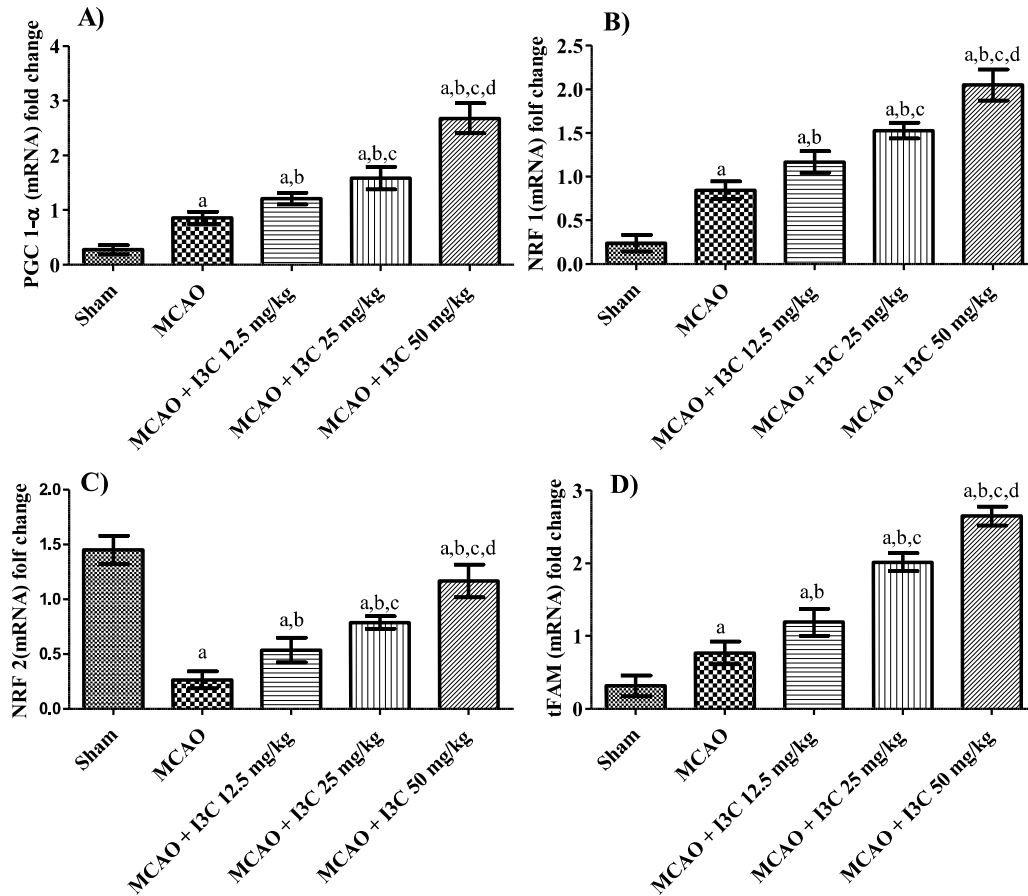 A)
PGC 1-α (mRNA) fold change
4
3
2
1
0
a
a,b
a,b,c
a,b,c,d
Sham
MCAO
MCAO + I3C 12.5 mg/kg
MCAO + I3C 25 mg/kg
MCAO + I3C 50 mg/kg
B)
NRF 1(mRNA) folf change
2.5
2.0
1.5
1.0
0.5
0.0
a
a,b
a,b,c
a,b,c,d
Sham
MCAO
MCAO + I3C 12.5 mg/kg
MCAO + I3C 25 mg/kg
MCAO + I3C 50 mg/kg
C)
NRF 2(mRNA) folf change
2.0
1.5
1.0
0.5
0.0
a
a,b
a,b,c
a,b,c,d
Sham
MCAO
MCAO + I3C 12.5 mg/kg
MCAO + I3C 25 mg/kg
MCAO + I3C 50 mg/kg
D)
tFAM (mRNA) fold change
3
2
1
0
a
a,b
a,b,c
a,b,c,d
Sham
MCAO
MCAO + I3C 12.5 mg/kg
MCAO + I3C 25 mg/kg
MCAO + I3C 50 mg/kg